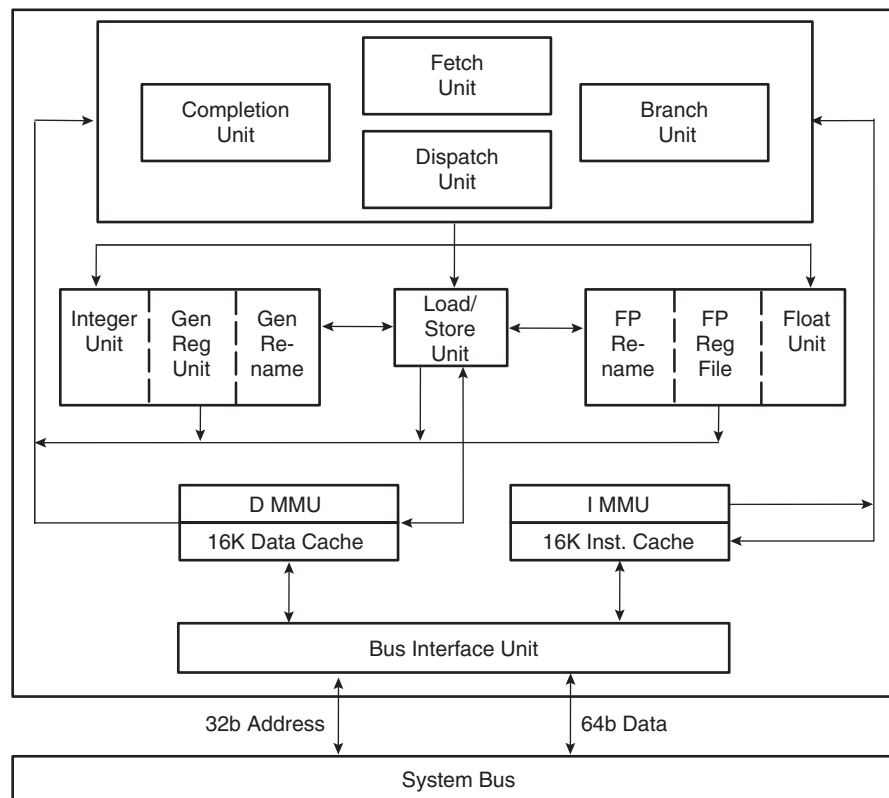 Fetch
Unit
Completion
Unit
Branch
Unit
Dispatch
Unit
Integer
Unit
Gen
Reg
Unit
Gen
Re-
name
Load/
Store
Unit
FP
Re-
name
FP
Reg
File
Float
Unit
D MMU
16K Data Cache
I MMU
16K Inst. Cache
Bus Interface Unit
32b Address
64b Data
System Bus